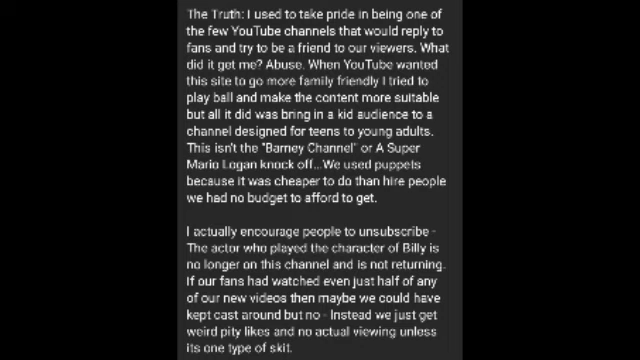 The Truth: I used to take pride in being one of
the few YouTube channels that would reply to
fans and try to be a friend to our viewers. What
did it get me? Abuse. When YouTube wanted
this site to go more family friendly I tried to
play ball and make the content more suitable
but all it did was bring in a kid audience to a
channel designed for teens to young adults.
This isn't the "Barney Channel" or A Super
Mario Logan knock off...We used puppets
because it was cheaper to do than hire people
we had no budget to afford to get.
I actually encourage people to unsubscribe -
The actor who played the character of Billy is
no longer on this channel and is not returning.
If our fans had watched even just half of any
of our new videos then maybe we could have
kept cast around but no - Instead we just get
weird pity likes and no actual viewing unless
its one type of skit.